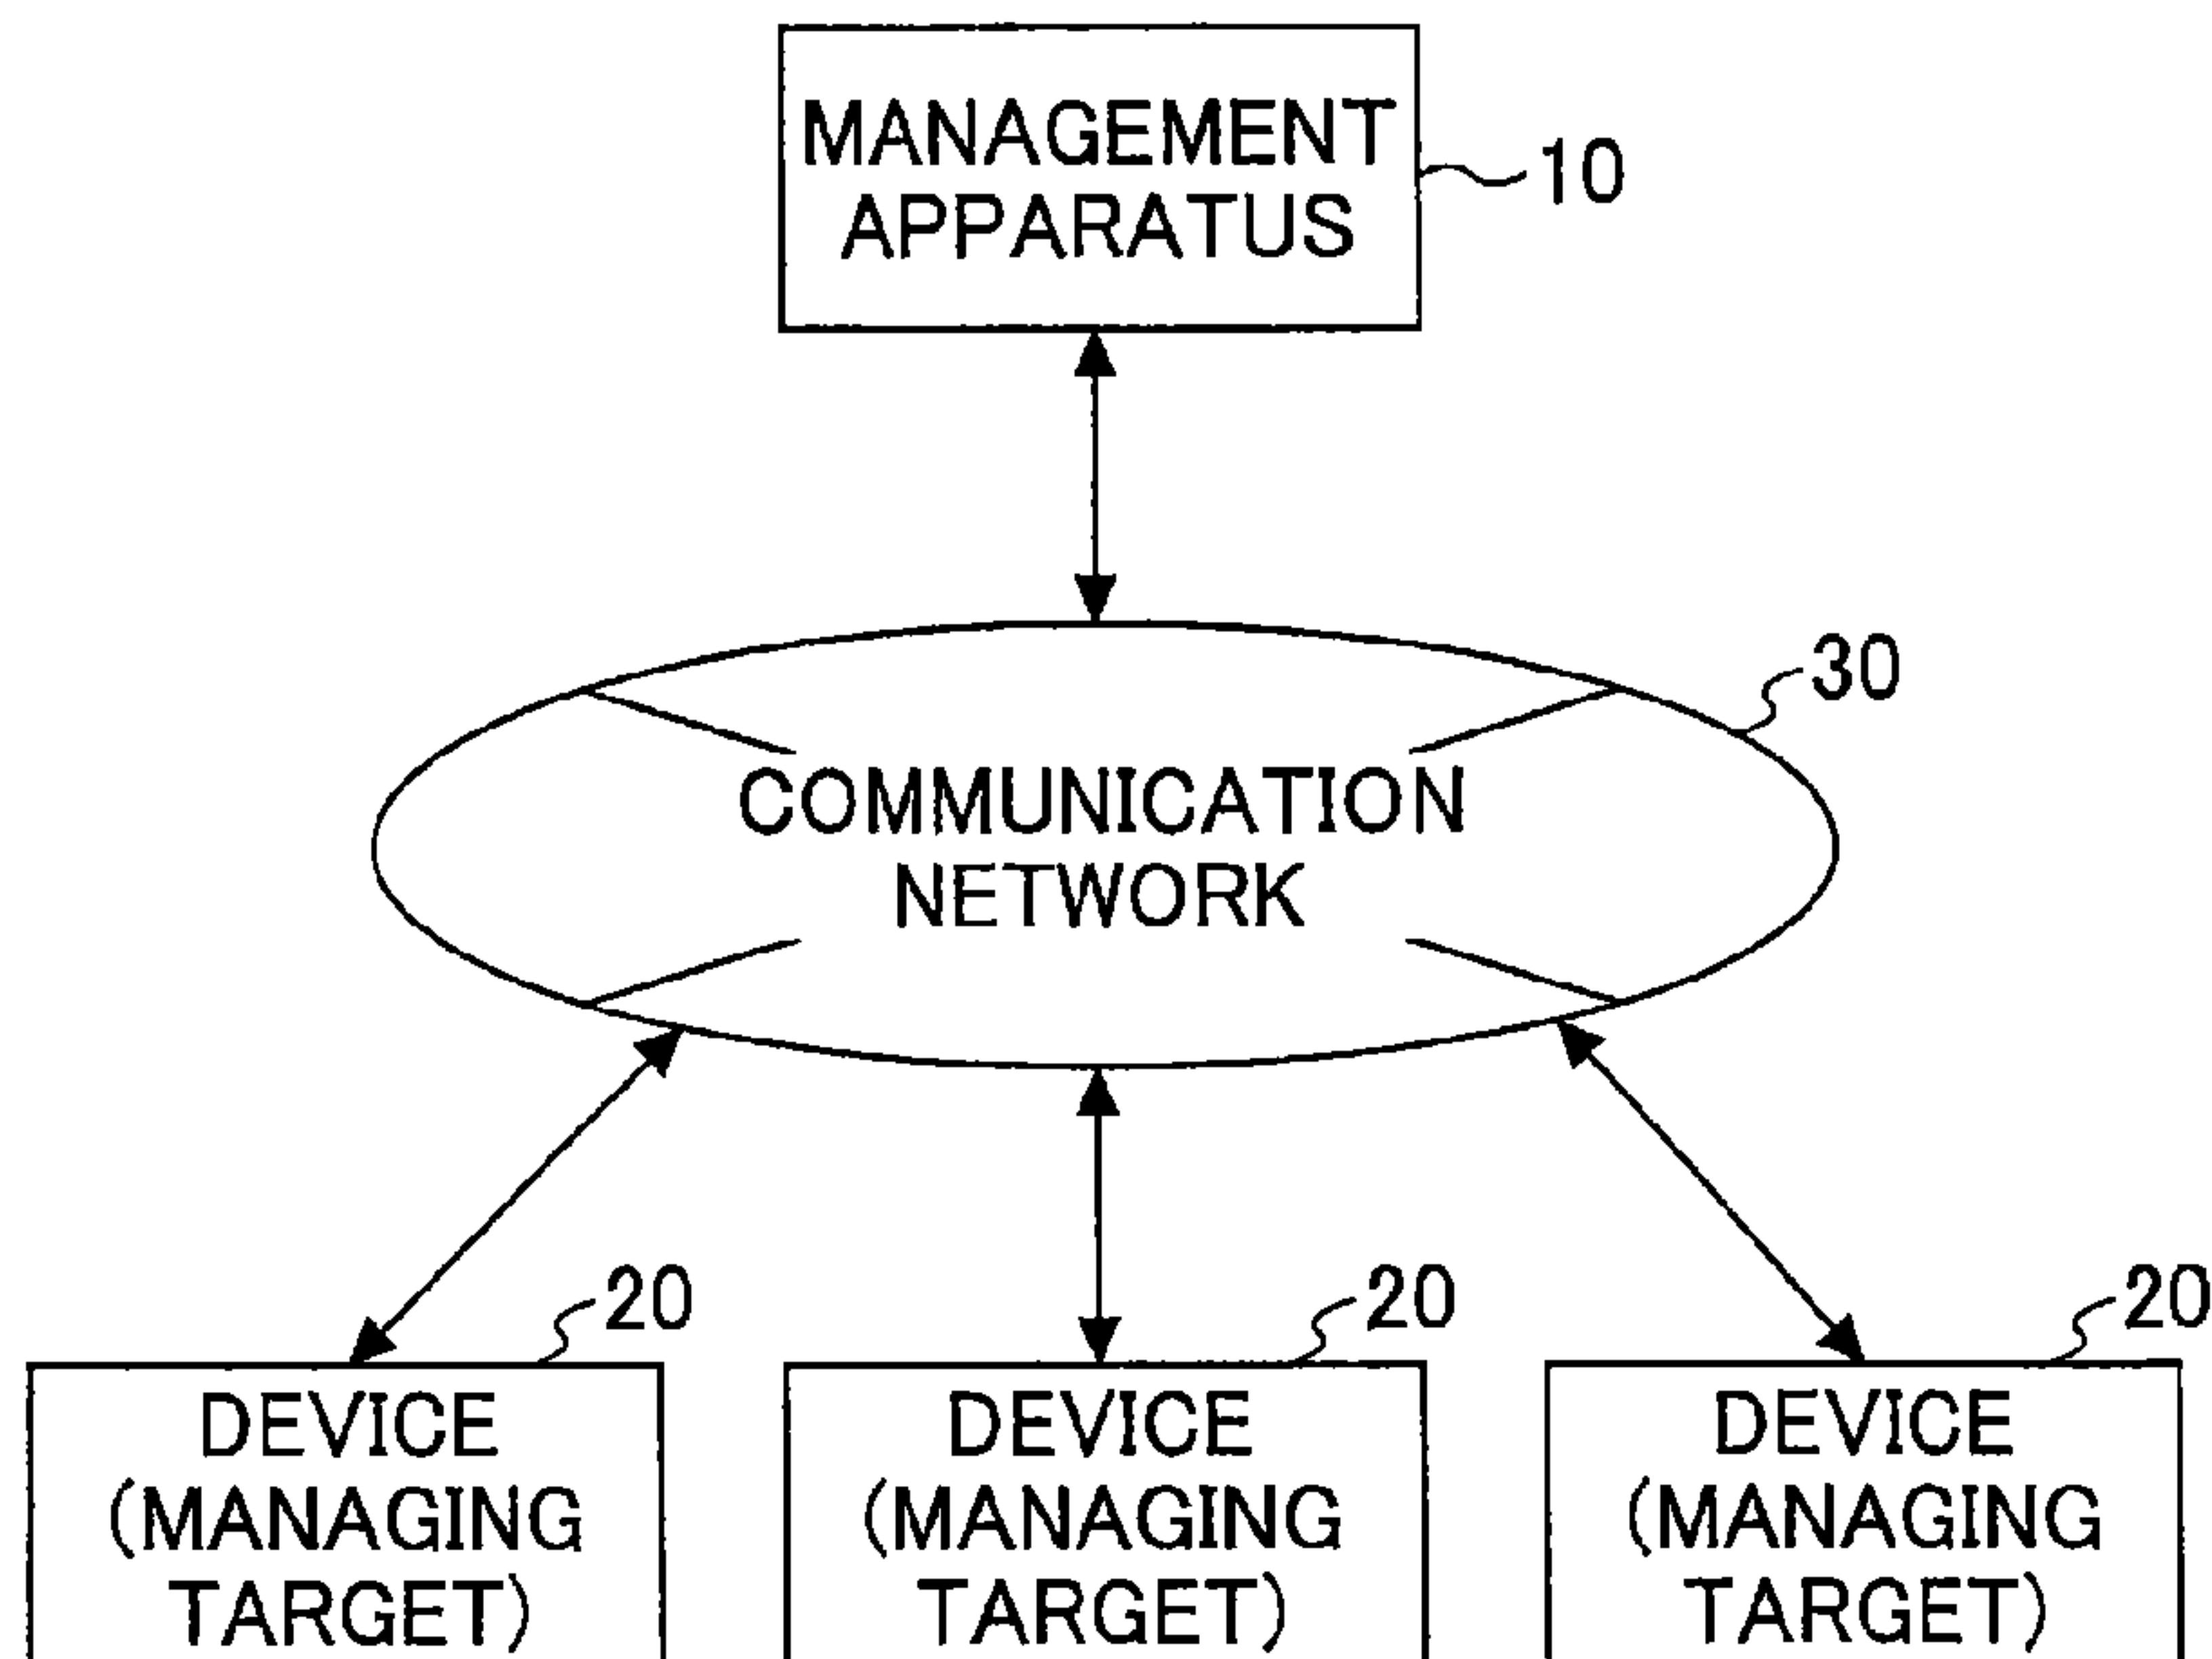 MANAGEMENT
APPARATUS
10
30
COMMUNICATION
NETWORK
20
20
20
DEVICE
(MANAGING
TARGET)
DEVICE
(MANAGING
TARGET)
DEVICE
(MANAGING
TARGET)